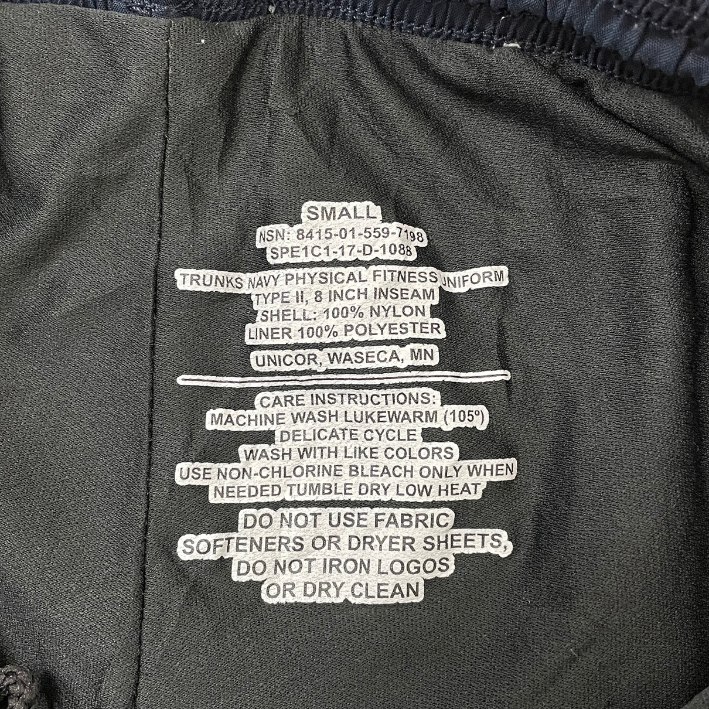 SMALL
NSN: 8415-01-559-7198
SPE1C1-17-D-1088
TRUNKS NAVY PHYSICAL FITNESS UNIFORM
TYPE II, 8 INCH INSEAM
SHELL: 100% NYLON
LINER 100% POLYESTER
UNICOR, WASECA, MN
CARE INSTRUCTIONS:
MACHINE WASH LUKEWARM (105º)
DELICATE CYCLE
WASH WITH LIKE COLORS
USE NON-CHLORINE BLEACH ONLY WHEN
NEEDED TUMBLE DRY LOW HEAT
DO NOT USE FABRIC
SOFTENERS OR DRYER SHEETS,
DO NOT IRON LOGOS
OR DRY CLEAN